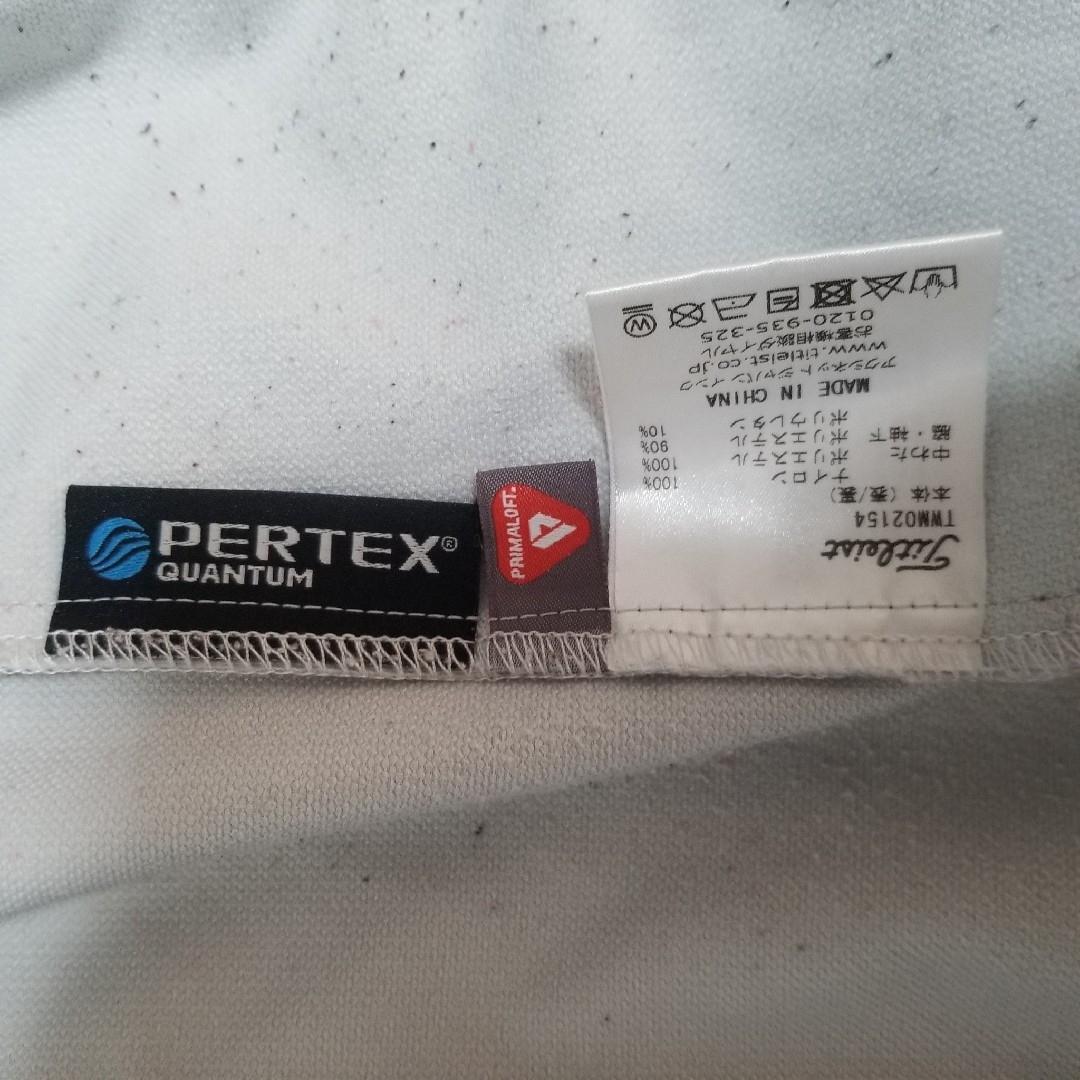 PERTEX®
QUANTUM
PRIMALOFT.
Titleist
TWM02154
本体(表/裏)
ナイロン 100%
中わた ポリエステル 100%
脇・袖下 ポリエステル 90%
ポリウレタン 10%
MADE IN CHINA
アクシネット ジャパン インク
www.titleist.co.jp
お客様相談ダイヤル
0120-935-325
W